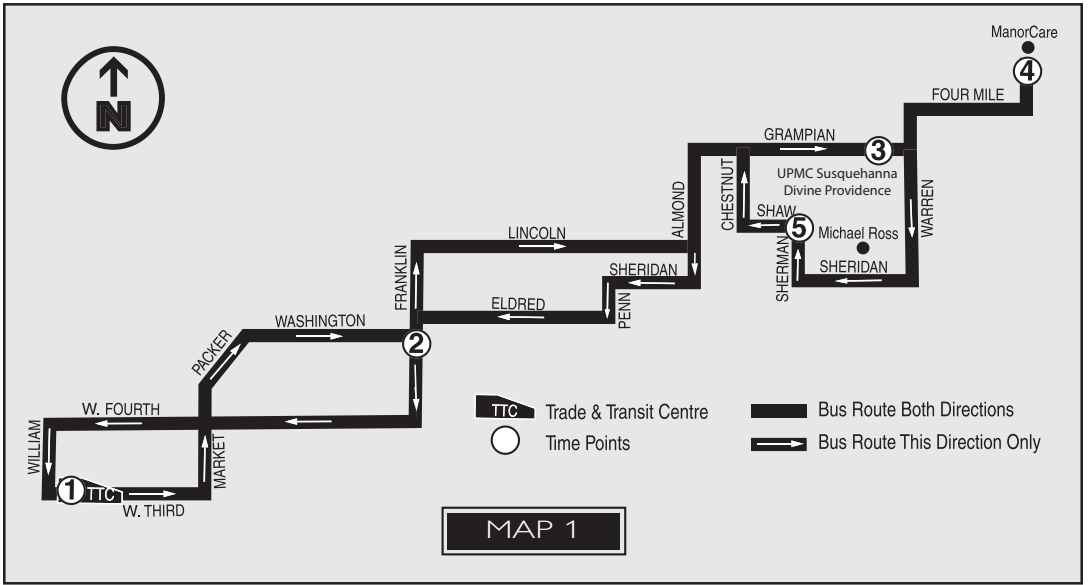 ManorCare
4
FOUR MILE
N
GRAMPIAN
3
UPMC Susquehanna
Divine Providence
CHESTNUT
ALMOND
WARREN
SHAW
5
Michael Ross
SHERMAN
SHERIDAN
LINCOLN
FRANKLIN
SHERIDAN
PENN
ELDRED
WASHINGTON
PACKER
2
W. FOURTH
WILLIAM
MARKET
1
TTC
W. THIRD
TTC Trade & Transit Centre
Time Points
Bus Route Both Directions
Bus Route This Direction Only
MAP 1